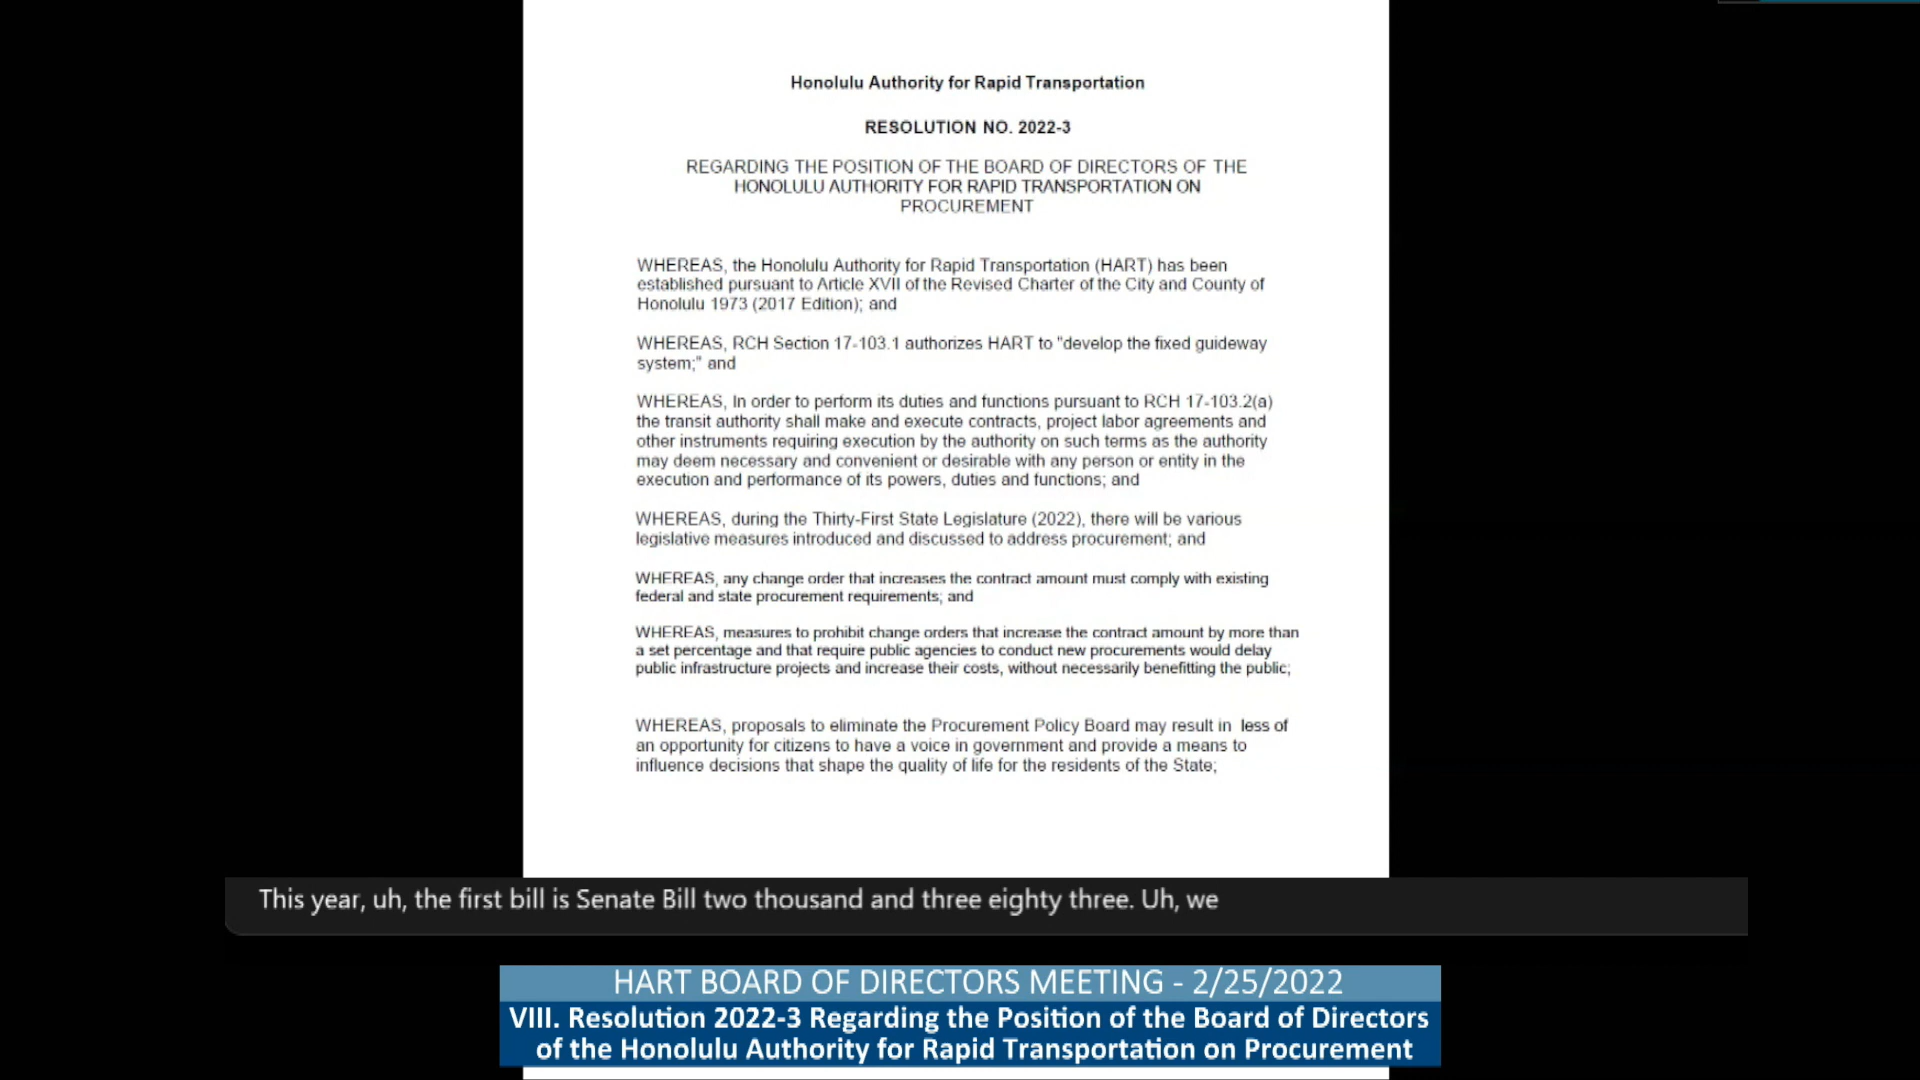 Honolulu Authority for Rapid Transportation
RESOLUTION NO. 2022-3
REGARDING THE POSITION OF THE BOARD OF DIRECTORS OF THE
HONOLULU AUTHORITY FOR RAPID TRANSPORTATION ON
PROCUREMENT
WHEREAS, the Honolulu Authority for Rapid Transportation (HART) has been
established pursuant to Article XVII of the Revised Charter of the City and County of
Honolulu 1973 (2017 Edition); and
WHEREAS, RCH Section 17-103.1 authorizes HART to "develop the fixed guideway
system;" and
WHEREAS, In order to perform its duties and functions pursuant to RCH 17-103.2(a)
the transit authority shall make and execute contracts, project labor agreements and
other instruments requiring execution by the authority on such terms as the authority
may deem necessary and convenient or desirable with any person or entity in the
execution and performance of its powers, duties and functions; and
WHEREAS, during the Thirty-First State Legislature (2022), there will be various
legislative measures introduced and discussed to address procurement; and
WHEREAS, any change order that increases the contract amount must comply with existing
federal and state procurement requirements; and
WHEREAS, measures to prohibit change orders that increase the contract amount by more than
a set percentage and that require public agencies to conduct new procurements would delay
public infrastructure projects and increase their costs, without necessarily benefitting the public;
WHEREAS, proposals to eliminate the Procurement Policy Board may result in less of
an opportunity for citizens to have a voice in government and provide a means to
influence decisions that shape the quality of life for the residents of the State;
This year, uh, the first bill is Senate Bill two thousand and three eighty three. Uh, we
HART BOARD OF DIRECTORS MEETING - 2/25/2022
VIII. Resolution 2022-3 Regarding the Position of the Board of Directors
of the Honolulu Authority for Rapid Transportation on Procurement